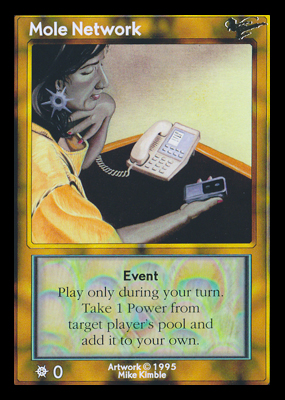 Mole Network
Event
Play only during your turn.
Take 1 Power from
target player's pool and
add it to your own.
0
Artwork © 1995
Mike Kimble